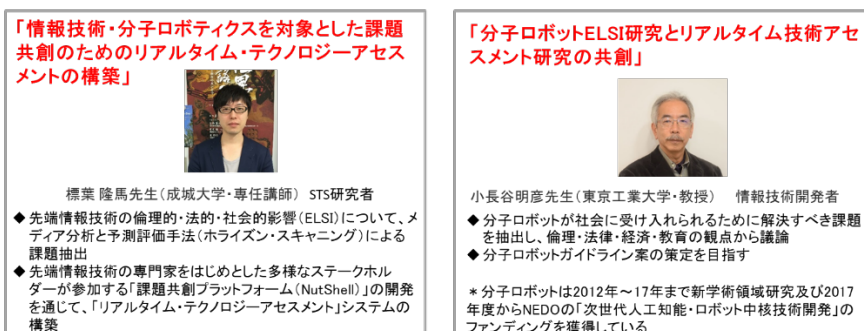 「情報技術・分子ロボティクスを対象とした課題
共創のためのリアルタイム・テクノロジーアセス
メントの構築」
標葉 隆馬先生(成城大学・専任講師) STS研究者
◆ 先端情報技術の倫理的・法的・社会的影響(ELSI)について、メ
ディア分析と予測評価手法(ホライズン・スキャニング)による
課題抽出
◆ 先端情報技術の専門家をはじめとした多様なステークホル
ダーが参加する「課題共創プラットフォーム(NutShell)」の開発
を通じて、「リアルタイム・テクノロジーアセスメント」システムの
構築
「分子ロボットELSI研究とリアルタイム技術アセ
スメント研究の共創」
小長谷明彦先生(東京工業大学・教授) 情報技術開発者
◆ 分子ロボットが社会に受け入れられるために解決すべき課題
を抽出し、倫理・法律・経済・教育の観点から議論
◆ 分子ロボットガイドライン案の策定を目指す
*分子ロボットは2012年~17年まで新学術領域研究及び2017
年度からNEDOの「次世代人工知能・ロボット中核技術開発」の
ファンディングを獲得している